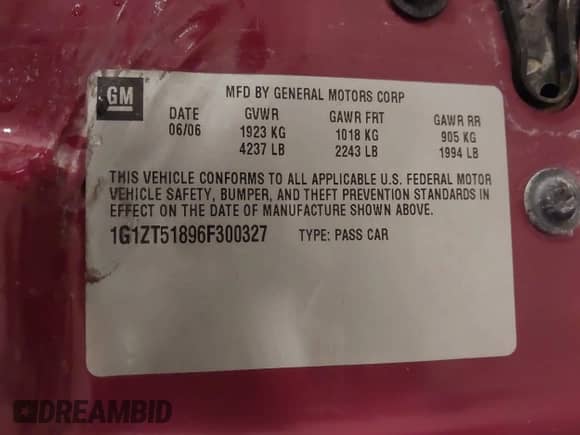 GM
MFD BY GENERAL MOTORS CORP
DATE GVWR GAWR FRT GAWR RR
06/06 1923 KG 1018 KG 905 KG
4237 LB 2243 LB 1994 LB
THIS VEHICLE CONFORMS TO ALL APPLICABLE U.S. FEDERAL MOTOR
VEHICLE SAFETY, BUMPER, AND THEFT PREVENTION STANDARDS IN
EFFECT ON THE DATE OF MANUFACTURE SHOWN ABOVE.
1G1ZT51896F300327 TYPE: PASS CAR
DREAMBID